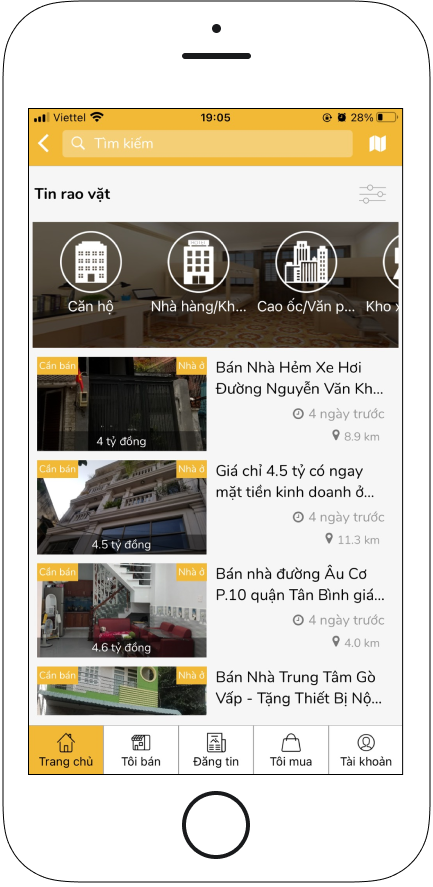 Viettel 19:05 28%
Tìm kiếm
Tin rao vặt
Căn hộ
Nhà hàng/Kh...
Cao ốc/Văn p...
Kho x
Cần bán
Nhà ở
4 tỷ đồng
Bán Nhà Hẻm Xe Hơi
Đường Nguyễn Văn Kh...
4 ngày trước
8.9 km
Cần bán
Nhà ở
4.5 tỷ đồng
Giá chỉ 4.5 tỷ có ngay
mặt tiền kinh doanh ở...
4 ngày trước
11.3 km
Cần bán
Nhà ở
4.6 tỷ đồng
Bán nhà đường Âu Cơ
P.10 quận Tân Bình giá...
4 ngày trước
4.0 km
Cần bán
Nhà ở
Bán Nhà Trung Tâm Gò
Vấp - Tặng Thiết Bị Nộ...
Trang chủ
Tôi bán
Đăng tin
Tôi mua
Tài khoản